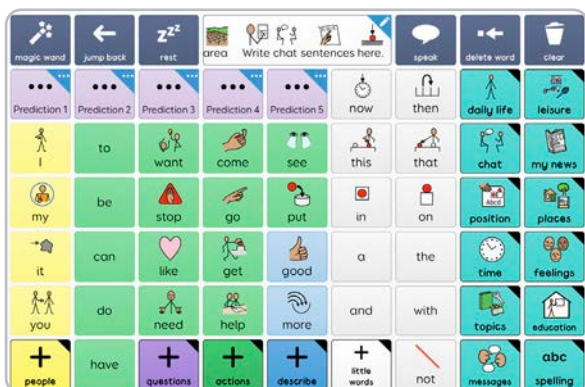 magic wand
jump back
zzz
rest
area Write chat sentences here.
speak
delete word
clear
Prediction 1
Prediction 2
Prediction 3
Prediction 4
Prediction 5
now
then
daily life
leisure
I
to
want
come
see
this
that
chat
my news
my
be
stop
go
put
in
on
Abcd
position
places
it
can
like
get
good
a
the
time
feelings
you
do
need
help
more
and
with
topics
education
people
have
questions
actions
describe
little
words
not
messages
abc
spelling